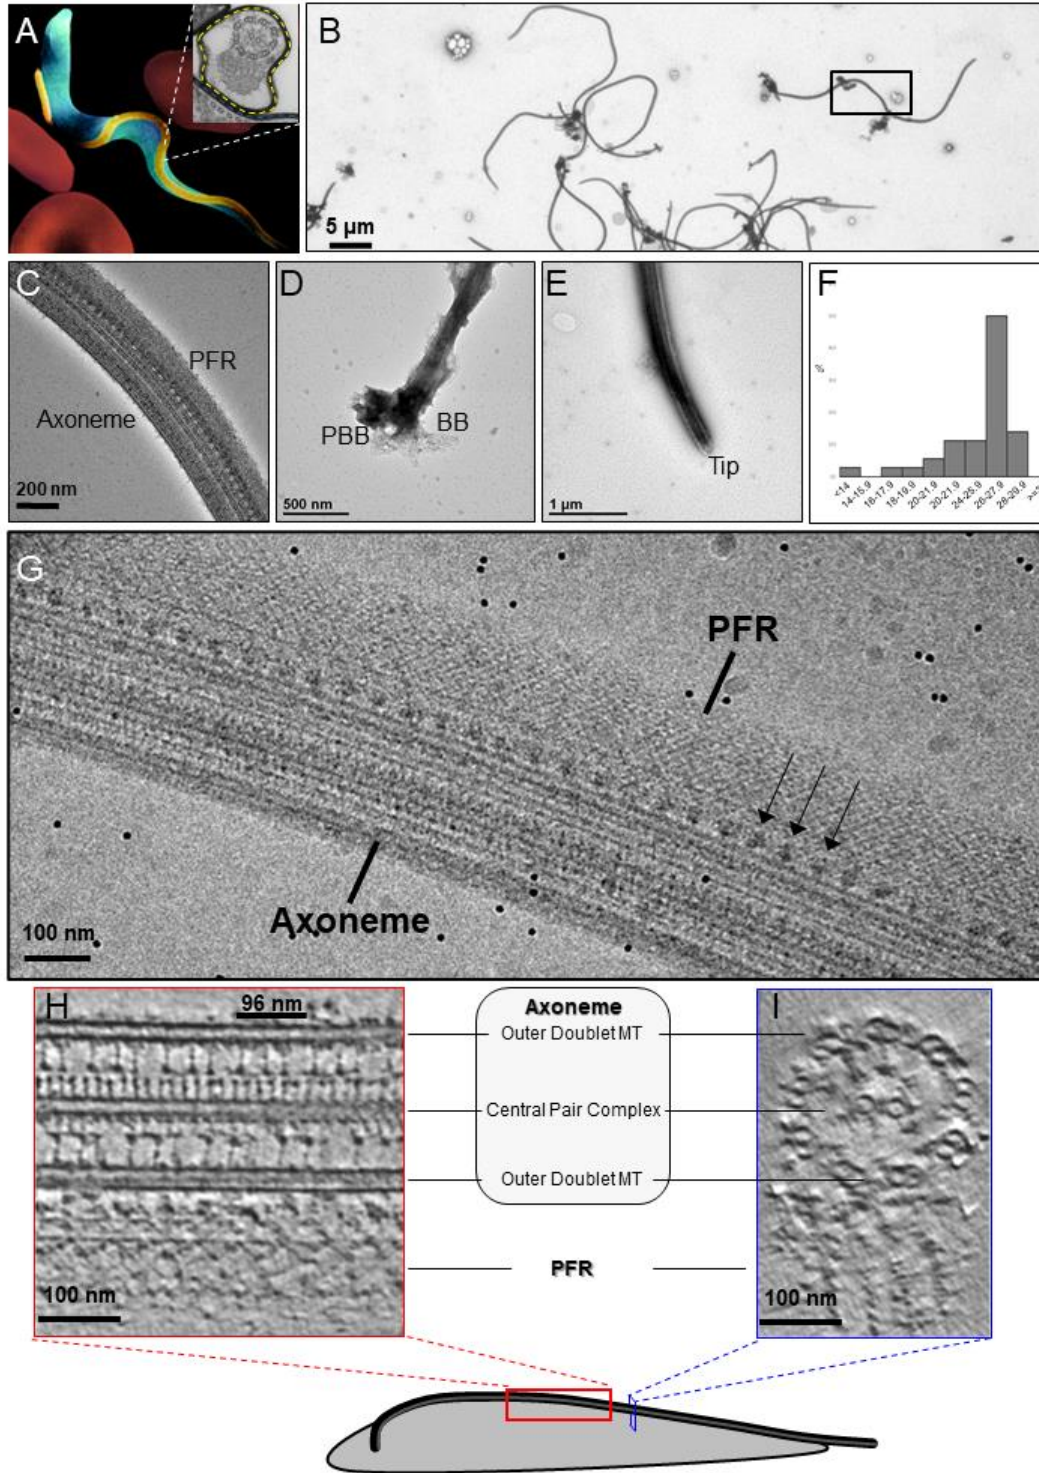 A
B
5 μm
C
PFR
Axoneme
200 nm
D
PBB
BB
500 nm
E
Tip
1 μm
F
%
<14
14-15.9
16-17.9
18-19.9
20-21.9
20-21.9
24-25.9
26-27.9
28-29.9
G
PFR
Axoneme
100 nm
H
96 nm
100 nm
Axoneme
Outer Doublet MT
Central Pair Complex
Outer Doublet MT
PFR
I
100 nm